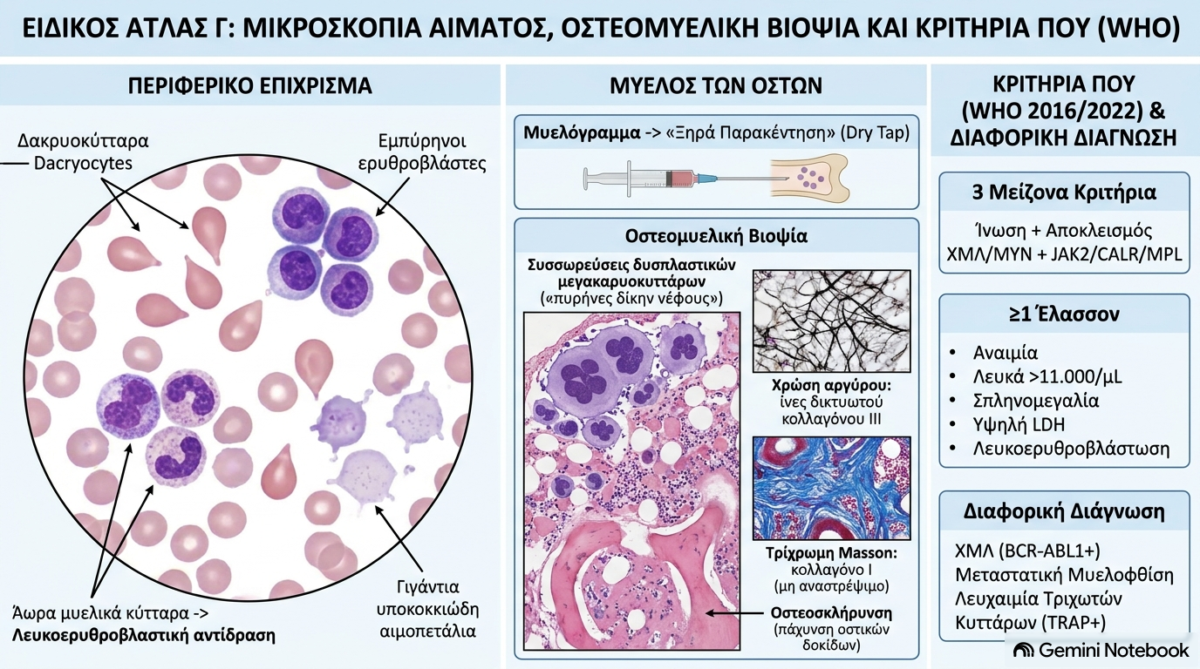 ΕΙΔΙΚΟΣ ΑΤΛΑΣ Γ: ΜΙΚΡΟΣΚΟΠΙΑ ΑΙΜΑΤΟΣ, ΟΣΤΕΟΜΥΕΛΙΚΗ ΒΙΟΨΙΑ ΚΑΙ ΚΡΙΤΗΡΙΑ ΠΟΥ (WHO)
ΠΕΡΙΦΕΡΙΚΟ ΕΠΙΧΡΙΣΜΑ
Δακρυοκύτταρα
Dacryocytes
Εμπύρηνοι
ερυθροβλάστες
Άωρα μυελικά κύτταρα ->
Λευκοερυθροβλαστική αντίδραση
Γιγάντια
υποκοκκιώδη
αιμοπετάλια
ΜΥΕΛΟΣ ΤΩΝ ΟΣΤΩΝ
Μυελόγραμμα -> «Ξηρά Παρακέντηση» (Dry Tap)
Οστεομυελική Βιοψία
Συσσωρεύσεις δυσπλαστικών
μεγακαρυοκυττάρων
(«πυρήνες δίκην νέφους»)
Χρώση αργύρου:
ίνες δικτυωτού
κολλαγόνου III
Τρίχρωμη Masson:
κολλαγόνο I
(μη αναστρέψιμο)
Οστεοσκλήρυνση
(πάχυνση οστικών
δοκίδων)
ΚΡΙΤΗΡΙΑ ΠΟΥ
(WHO 2016/2022) &
ΔΙΑΦΟΡΙΚΗ ΔΙΑΓΝΩΣΗ
3 Μείζονα Κριτήρια
Ίνωση + Αποκλεισμός
ΧΜΛ/ΜΥΝ + JAK2/CALR/MPL
≥1 Έλασσον
• Αναιμία
• Λευκά >11.000/μL
• Σπληνομεγαλία
• Υψηλή LDH
• Λευκοερυθροβλάστωση
Διαφορική Διάγνωση
ΧΜΛ (BCR-ABL1+)
Μεταστατική Μυελοφθίση
Λευχαιμία Τριχωτών
Κυττάρων (TRAP+)
Gemini Notebook